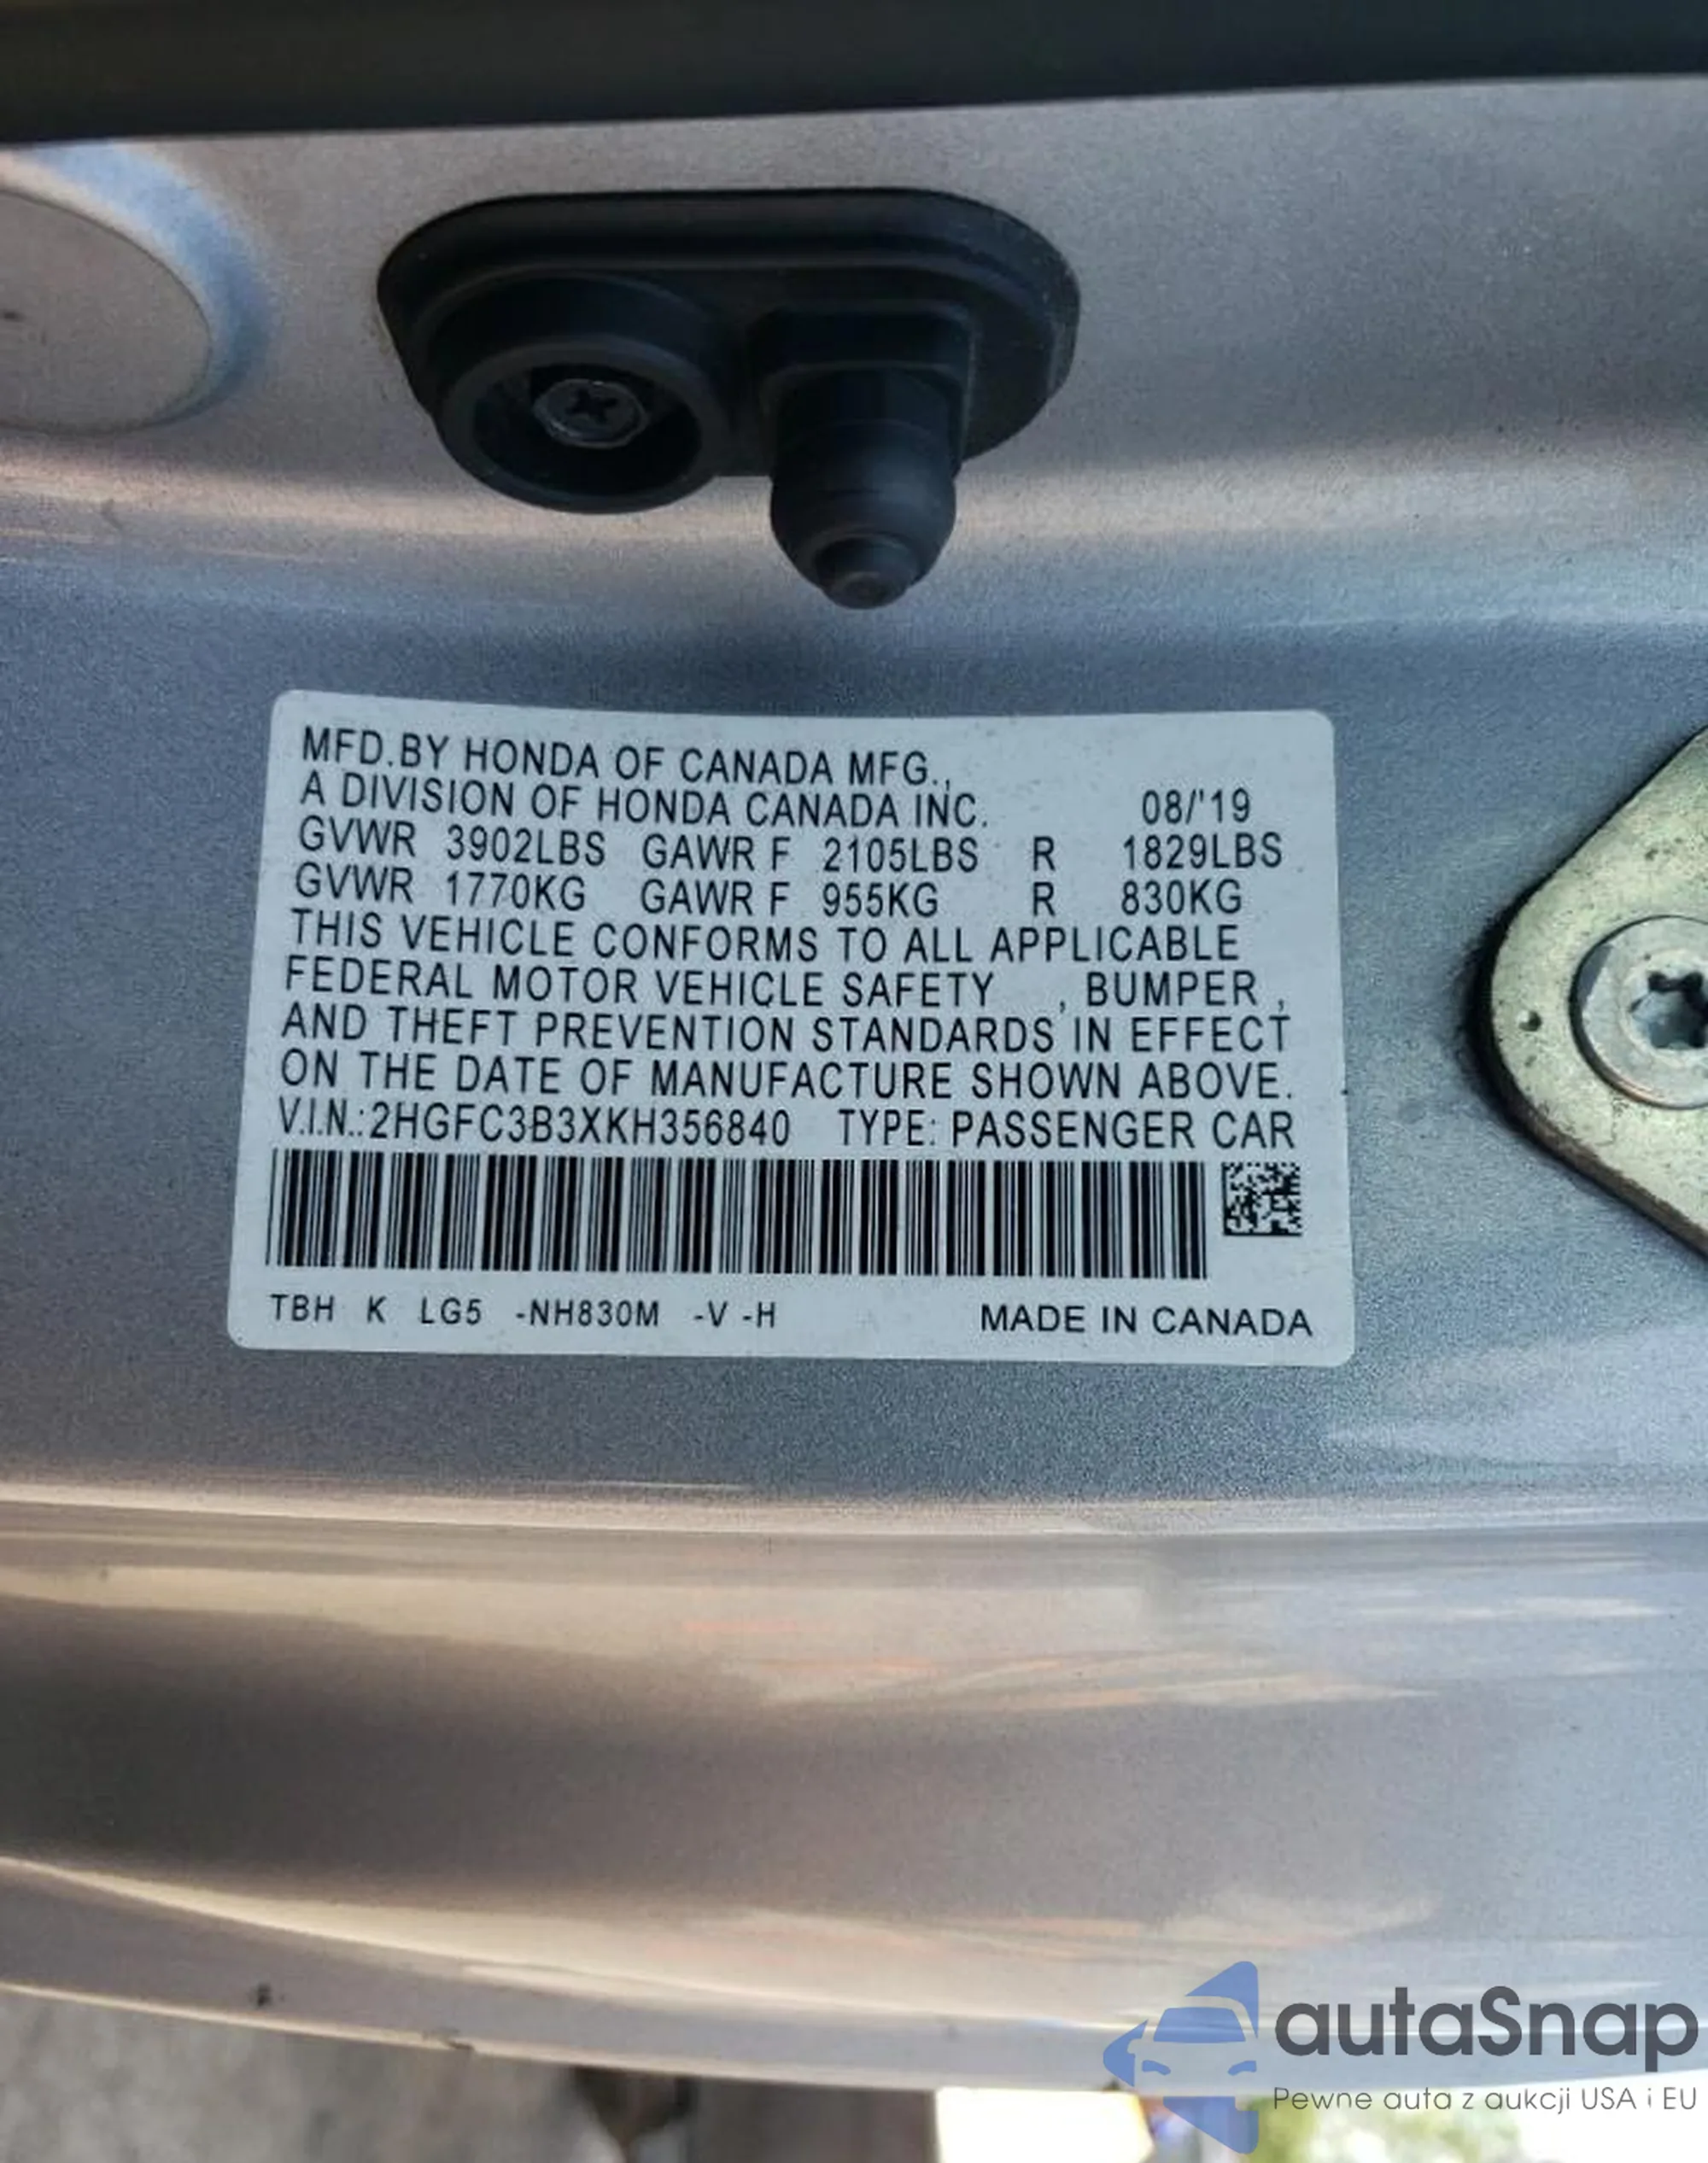 MFD.BY HONDA OF CANADA MFG.,
A DIVISION OF HONDA CANADA INC. 08/'19
GVWR 3902LBS GAWR F 2105LBS R 1829LBS
GVWR 1770KG GAWR F 955KG R 830KG
THIS VEHICLE CONFORMS TO ALL APPLICABLE
FEDERAL MOTOR VEHICLE SAFETY , BUMPER ,
AND THEFT PREVENTION STANDARDS IN EFFECT
ON THE DATE OF MANUFACTURE SHOWN ABOVE.
V.I.N.: 2HGFC3B3XKH356840 TYPE: PASSENGER CAR
TBH K LG5 -NH830M -V -H MADE IN CANADA
autaSnap
Pewne auta z aukcji USA i EU